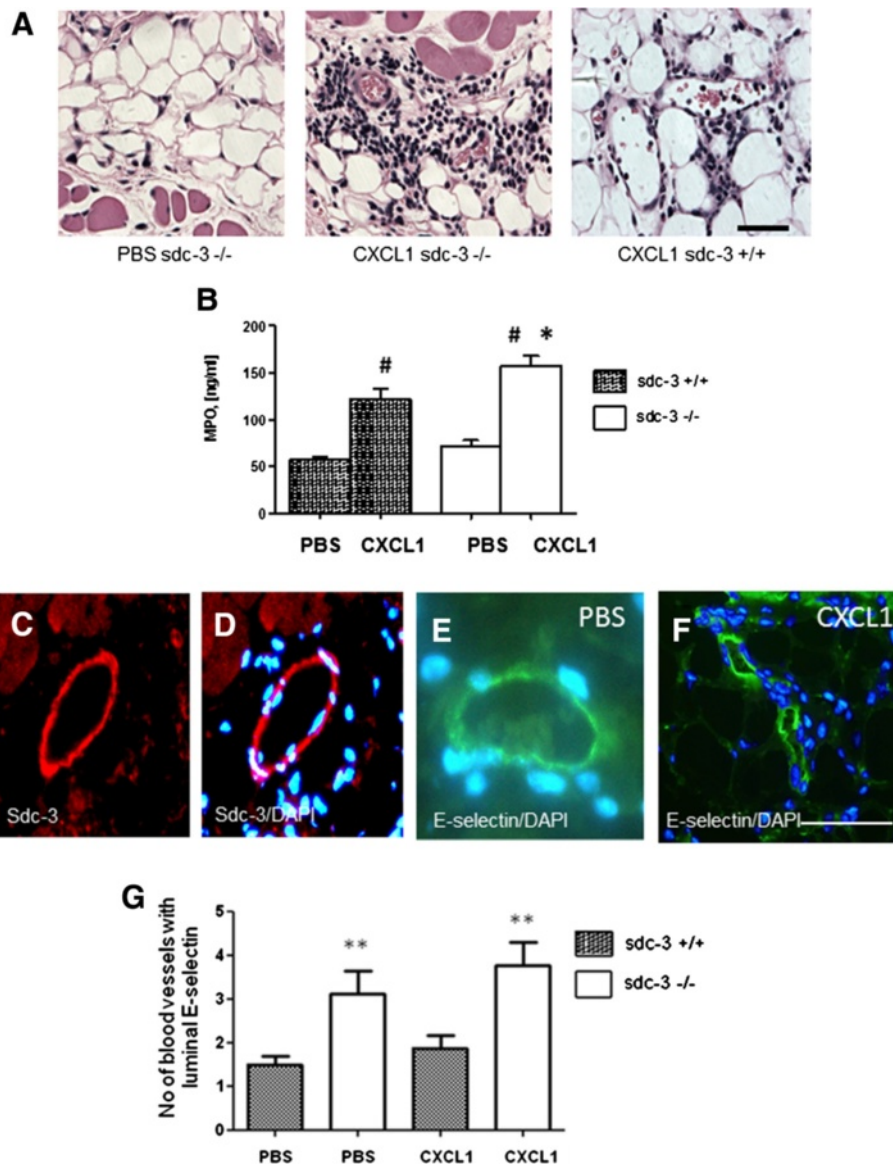 A
PBS sdc-3 -/-
CXCL1 sdc-3 -/-
CXCL1 sdc-3 +/+
B
MPO, [ng/ml]
200
150
100
50
0
#
# *
PBS
CXCL1
PBS
CXCL1
sdc-3 +/+
sdc-3 -/-
C
Sdc-3
D
Sdc-3/DAPI
E
PBS
E-selectin/DAPI
F
CXCL1
E-selectin/DAPI
G
No of blood vessels with
luminal E-selectin
5
4
3
2
1
0
**
**
PBS
PBS
CXCL1
CXCL1
sdc-3 +/+
sdc-3 -/-